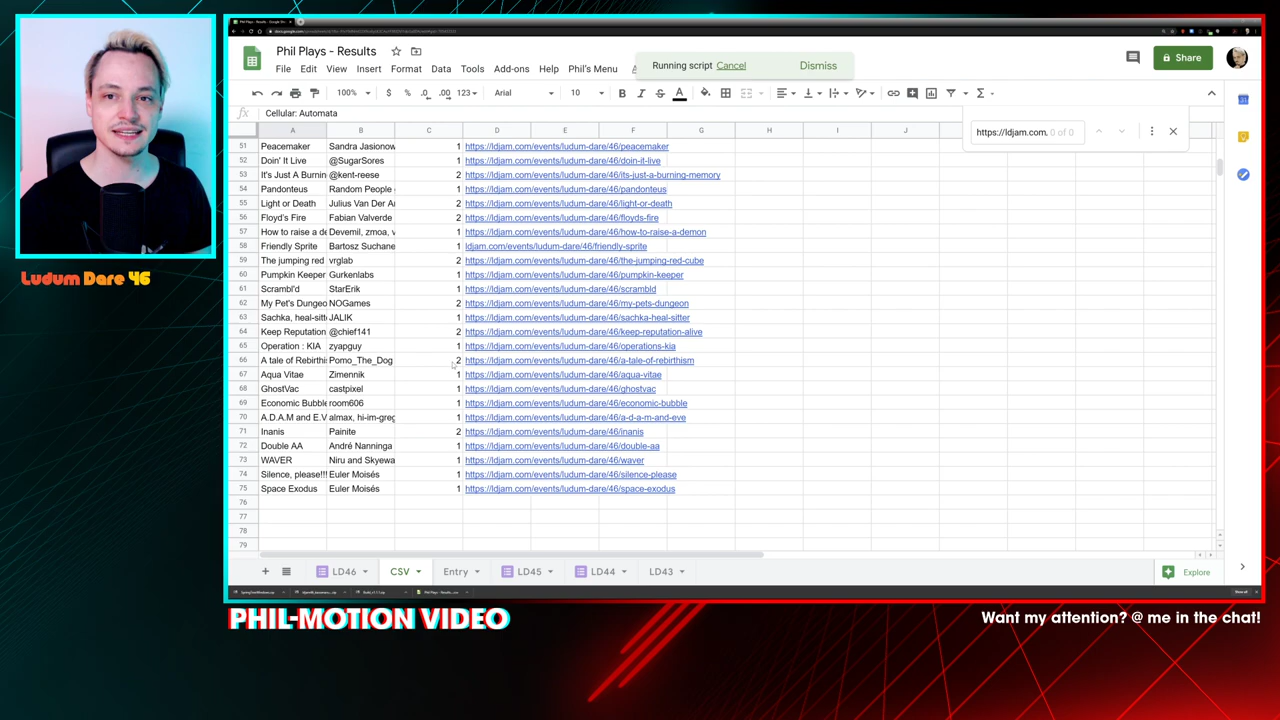 Phil Plays - Results
File Edit View Insert Format Data Tools Add-ons Help Phil's Menu
Running script Cancel Dismiss
Share
100% $ % .0 .00 123 Arial 10 B I S A
fx Cellular: Automata
https://ldjam.com. 0 of 0
A B C D E F G H J
51 Peacemaker Sandra Jasionow 1 https://ldjam.com/events/ludum-dare/46/peacemaker
52 Doin' It Live @SugarSores 1 https://ldjam.com/events/ludum-dare/46/doin-it-live
53 It's Just A Burnin @kent-reese 2 https://ldjam.com/events/ludum-dare/46/its-just-a-burning-memory
54 Pandonteus Random People 1 https://ldjam.com/events/ludum-dare/46/pandonteus
55 Light or Death Julius Van Der Ar 2 https://ldjam.com/events/ludum-dare/46/light-or-death
56 Floyd's Fire Fabian Valverde 2 https://ldjam.com/events/ludum-dare/46/floyds-fire
57 How to raise a de Devemil, zmoa, v 1 https://ldjam.com/events/ludum-dare/46/how-to-raise-a-demon
58 Friendly Sprite Bartosz Suchane 1 ldjam.com/events/ludum-dare/46/friendly-sprite
59 The jumping red vrglab 2 https://ldjam.com/events/ludum-dare/46/the-jumping-red-cube
60 Pumpkin Keeper Gurkenlabs 1 https://ldjam.com/events/ludum-dare/46/pumpkin-keeper
61 Scrambl'd StarErik 1 https://ldjam.com/events/ludum-dare/46/scrambld
62 My Pet's Dungeo NOGames 2 https://ldjam.com/events/ludum-dare/46/my-pets-dungeon
63 Sachka, heal-sitt JALIK 1 https://ldjam.com/events/ludum-dare/46/sachka-heal-sitter
64 Keep Reputation @chief141 2 https://ldjam.com/events/ludum-dare/46/keep-reputation-alive
65 Operation : KIA zyapguy 1 https://ldjam.com/events/ludum-dare/46/operations-kia
66 A tale of Rebirthi Pomo_The_Dog 2 https://ldjam.com/events/ludum-dare/46/a-tale-of-rebirthism
67 Aqua Vitae Zimennik 1 https://ldjam.com/events/ludum-dare/46/aqua-vitae
68 GhostVac castpixel 1 https://ldjam.com/events/ludum-dare/46/ghostvac
69 Economic Bubble room606 1 https://ldjam.com/events/ludum-dare/46/economic-bubble
70 A.D.A.M and E.V almax, hi-im-greg 1 https://ldjam.com/events/ludum-dare/46/a-d-a-m-and-eve
71 Inanis Painite 2 https://ldjam.com/events/ludum-dare/46/inanis
72 Double AA André Nanninga 1 https://ldjam.com/events/ludum-dare/46/double-aa
73 WAVER Niru and Skyewa 1 https://ldjam.com/events/ludum-dare/46/waver
74 Silence, please!!! Euler Moisés 1 https://ldjam.com/events/ludum-dare/46/silence-please
75 Space Exodus Euler Moisés 1 https://ldjam.com/events/ludum-dare/46/space-exodus
76
77
78
79
LD46 CSV Entry LD45 LD44 LD43
Explore
Ludum Dare 46
PHIL-MOTION VIDEO
Want my attention? @ me in the chat!